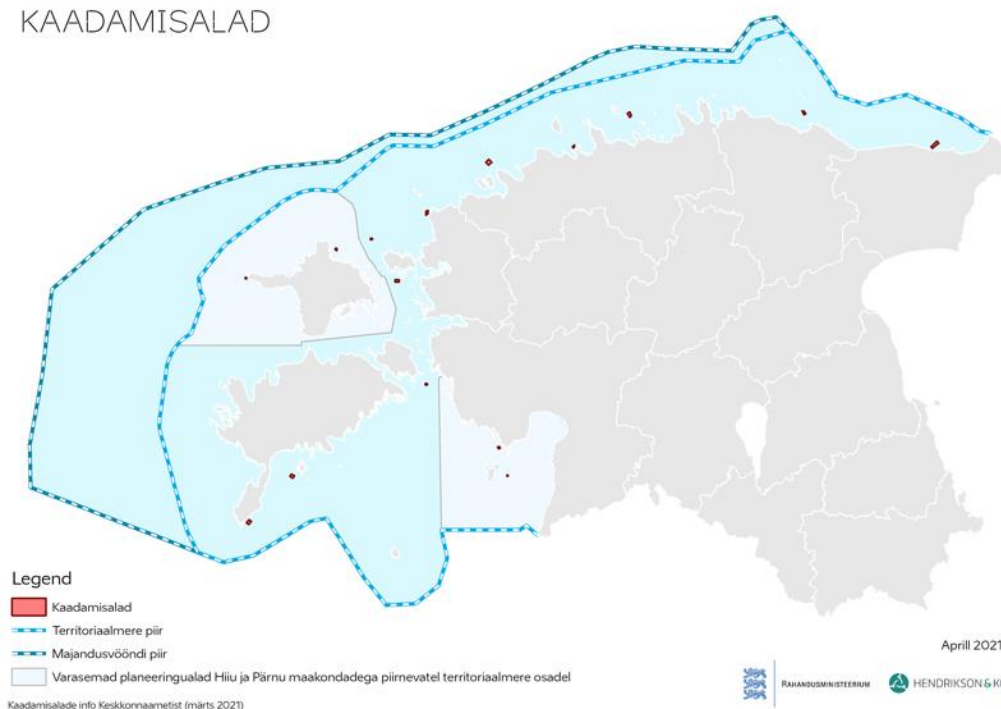 KAADAMISALAD
Legend
Kaadamisalad
Territoriaalmere piir
Majandusvööndi piir
Varasemad planeeringualad Hiiu ja Pärnu maakondadega piirnevatel territoriaalmere osadel
Aprill 2021
RAHANDUSMINISTEERIUM
HENDRIKSON &
Kaadamisalade info Keskkonnaametist (märts 2021)